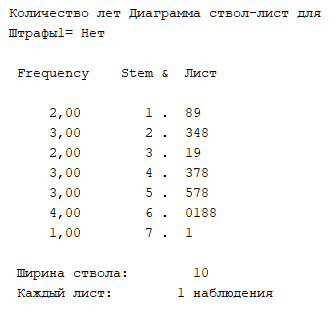 Количество лет Диаграмма ствол-лист для
Штрафы1= Нет
Frequency Stem & Лист
2,00 1 . 89
3,00 2 . 348
2,00 3 . 19
3,00 4 . 378
3,00 5 . 578
4,00 6 . 0188
1,00 7 . 1
Ширина ствола: 10
Каждый лист: 1 наблюдения